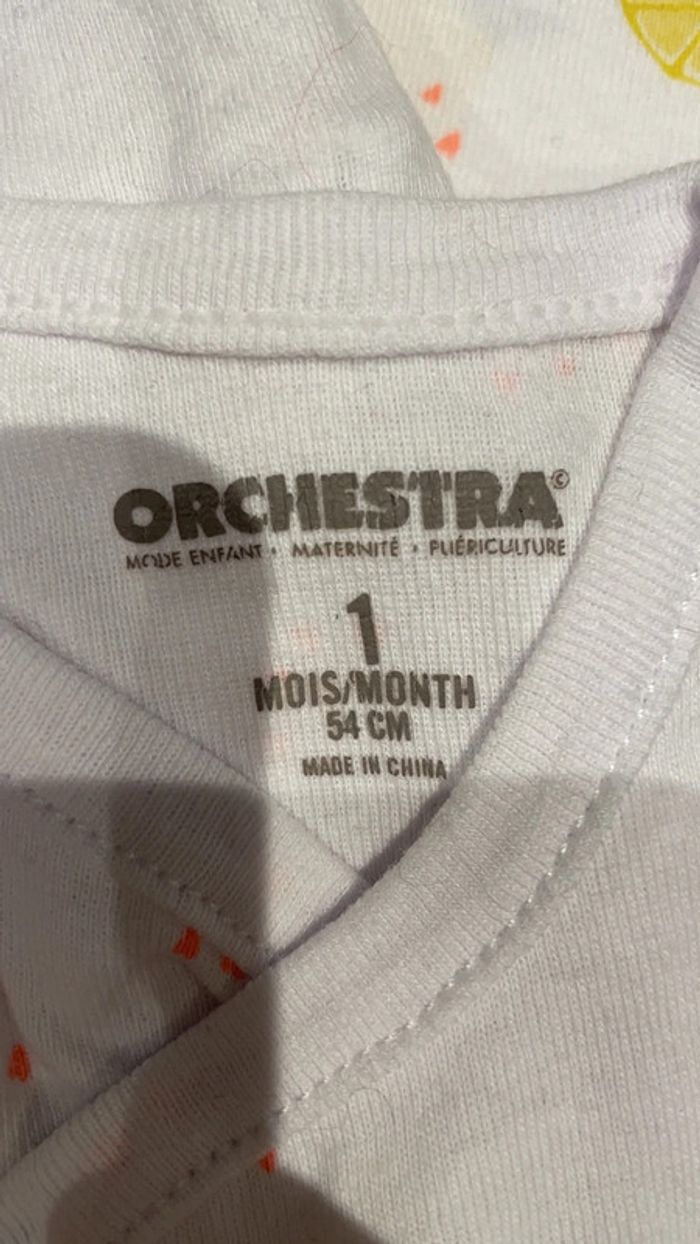 ORCHESTRA©
MODE ENFANT • MATERNITÉ • PUÉRICULTURE
1
MOIS/MONTH
54 CM
MADE IN CHINA